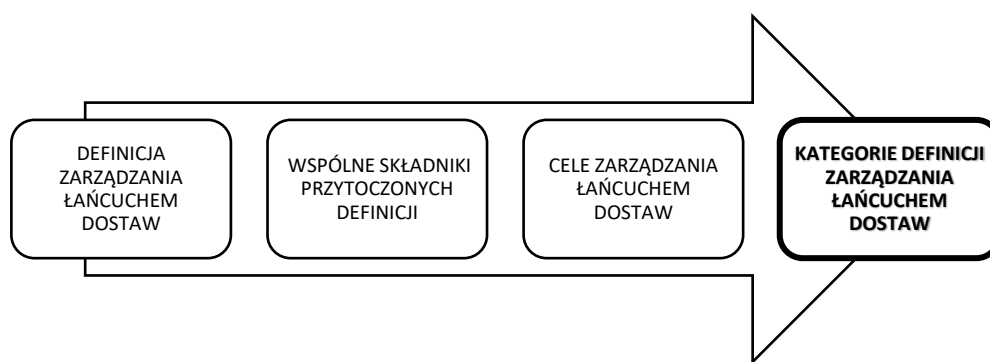 DEFINICJA
ZARZĄDZANIA
ŁAŃCUCHEM
DOSTAW
WSPÓLNE SKŁADNIKI
PRZYTOCZONYCH
DEFINICJI
CELE ZARZĄDZANIA
ŁAŃCUCHEM
DOSTAW
KATEGORIE DEFINICJI
ZARZĄDZANIA
ŁAŃCUCHEM
DOSTAW